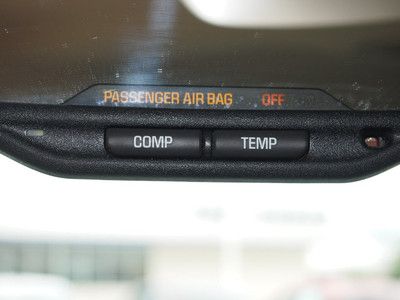 PASSENGER AIR BAG OFF
COMP TEMP